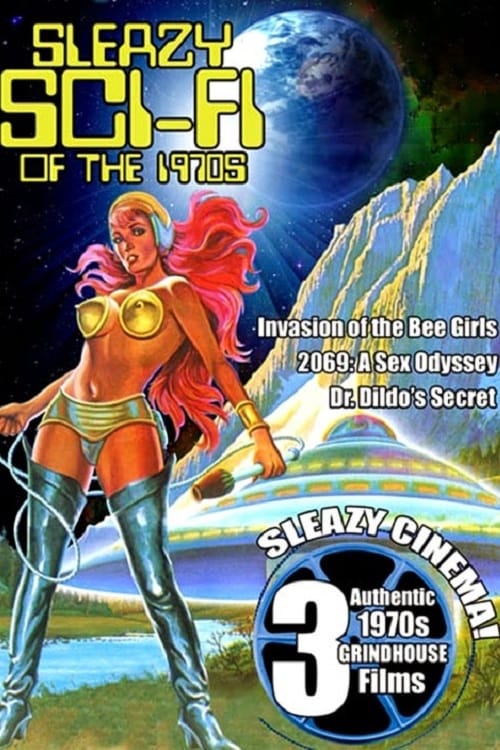 SLEAZY
SCI-FI
OF THE 1970S
Invasion of the Bee Girls
2069: A Sex Odyssey
Dr. Dildo's Secret
SLEAZY CINEMA!
3
Authentic
1970s
GRINDHOUSE
Films